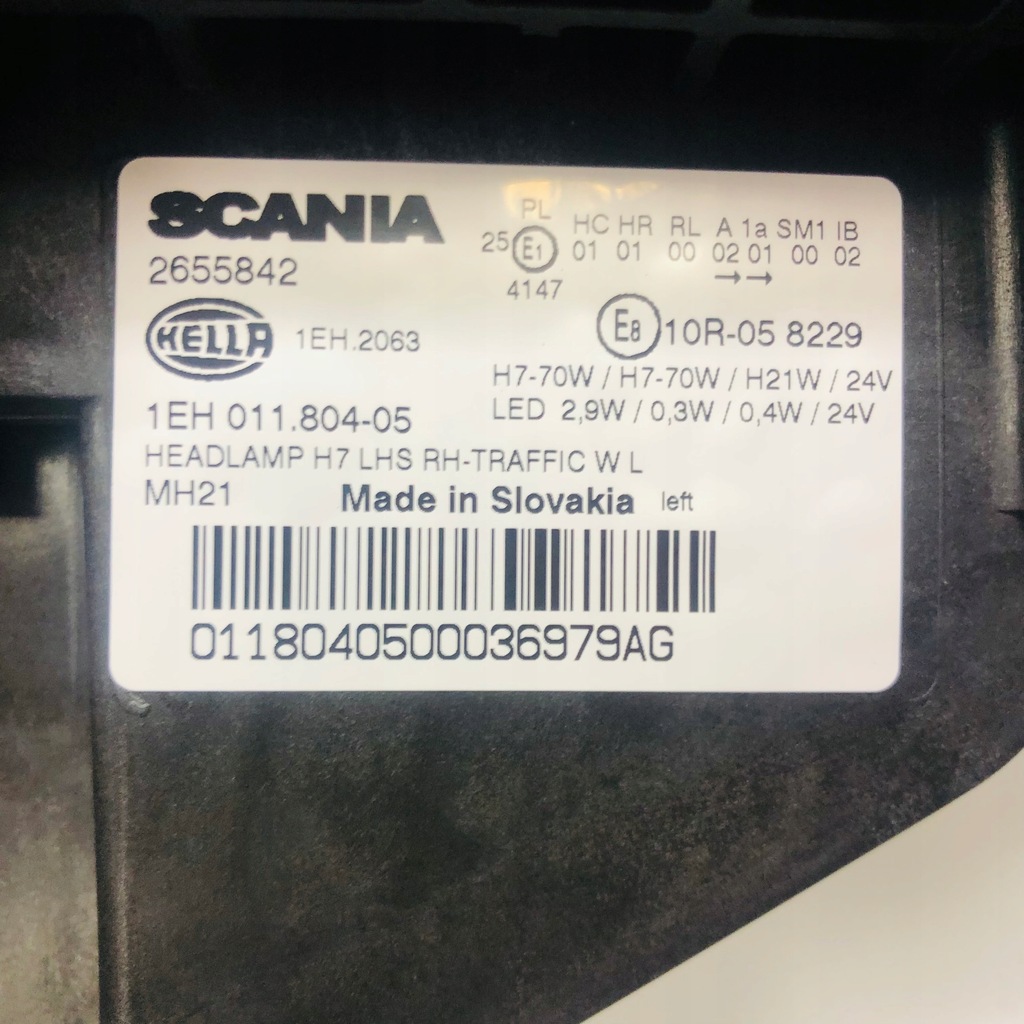 SCANIA
2655842
PL HC HR RL A 1a SM1 IB
25 E1 01 01 00 02 01 00 02
→→
4147
HELLA 1EH.2063
E8 10R-05 8229
H7-70W / H7-70W / H21W / 24V
1EH 011.804-05
LED 2,9W / 0,3W / 0,4W / 24V
HEADLAMP H7 LHS RH-TRAFFIC W L
MH21 Made in Slovakia left
0118040500036979AG